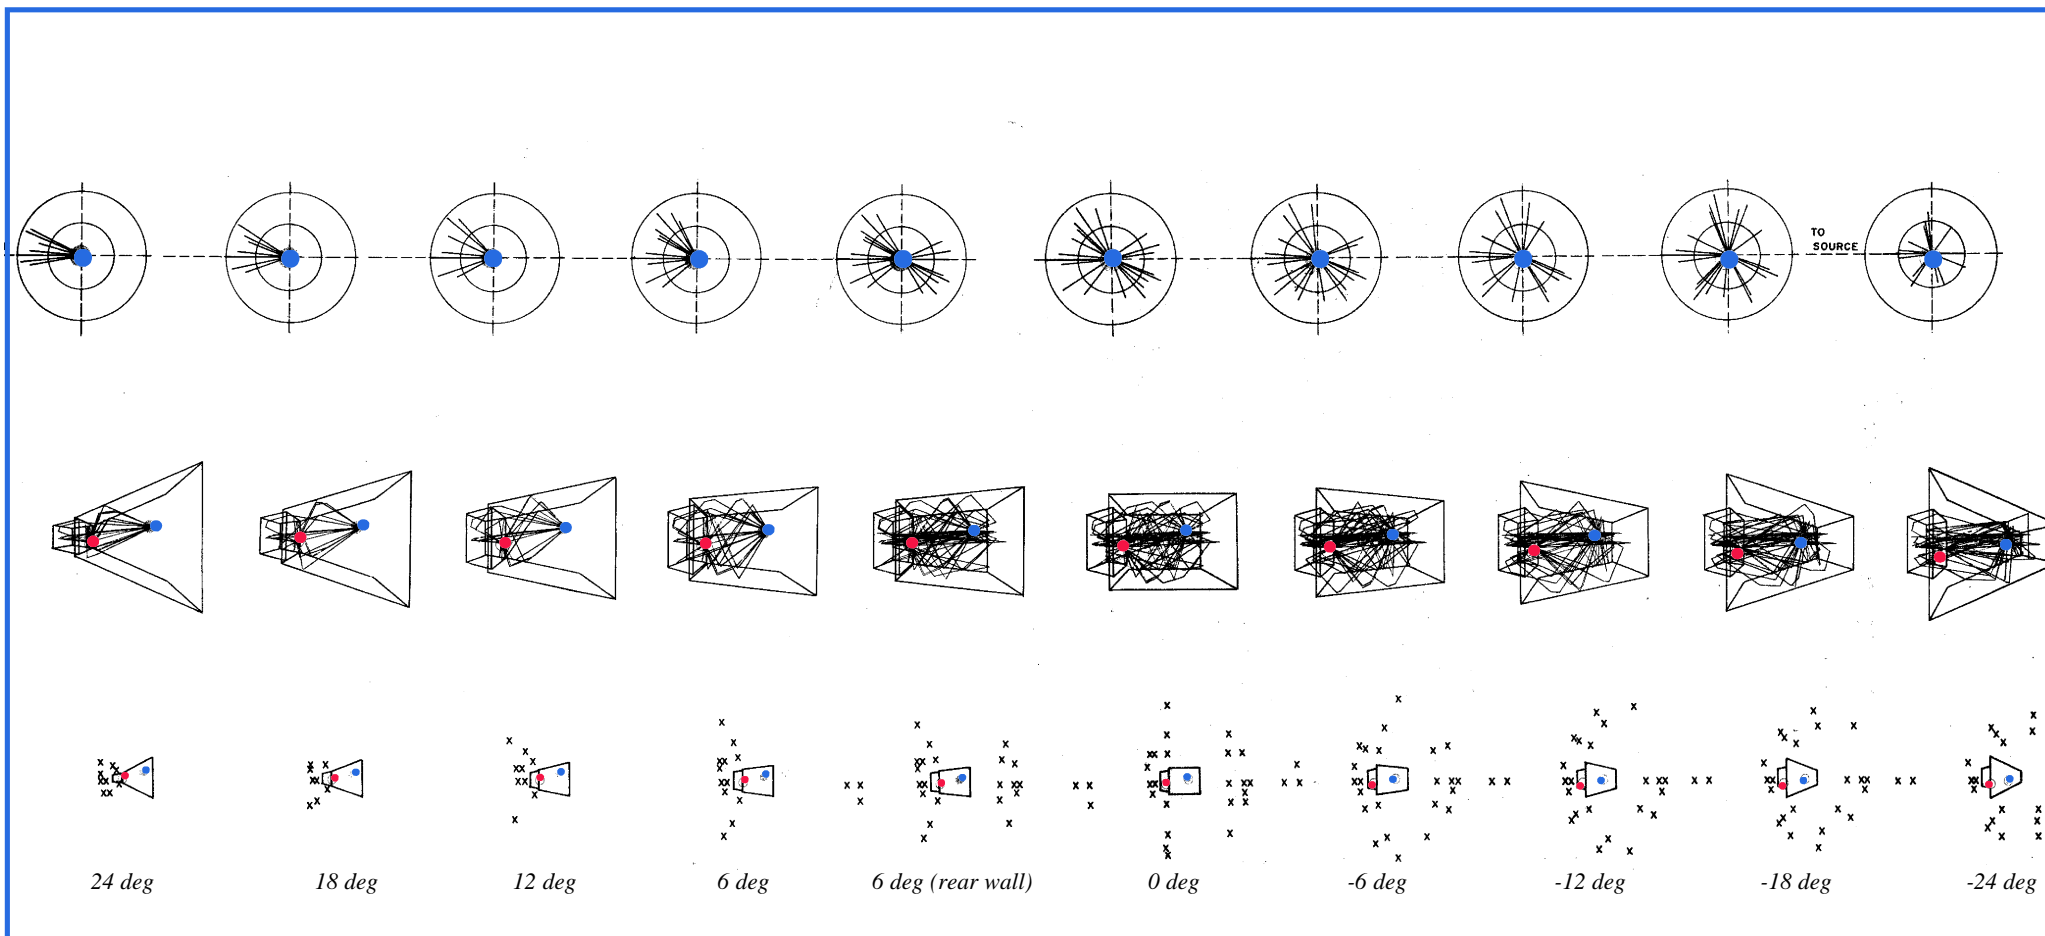 TO
SOURCE
24 deg
18 deg
12 deg
6 deg
6 deg (rear wall)
0 deg
-6 deg
-12 deg
-18 deg
-24 deg